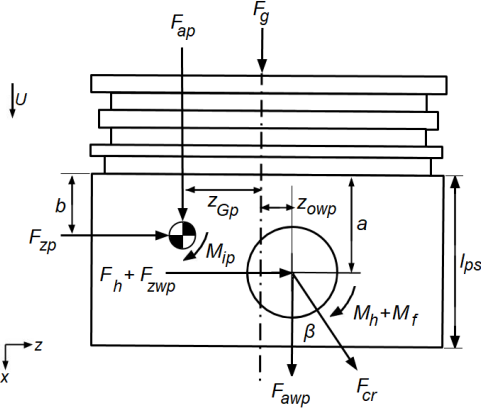 F_ap
F_g
U
b
z_Gp
z_owp
a
l_ps
F_zp
M_ip
F_h + F_zwp
M_h+M_f
β
z
x
F_awp
F_cr